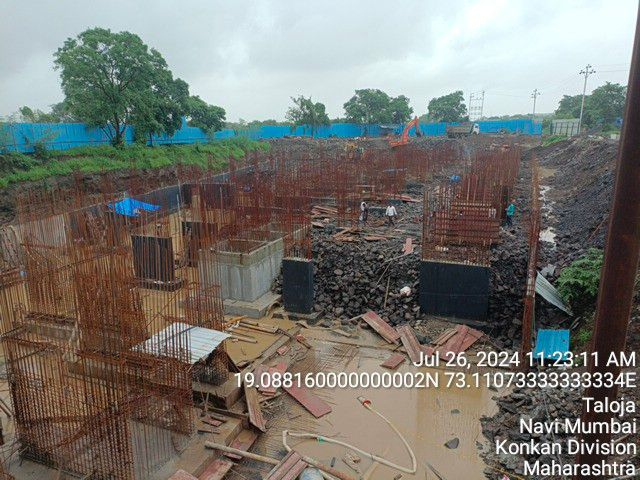 Jul 26, 2024 11:23:11 AM
19.088160000000002N 73.11073333333334E
Taloja
Navi Mumbai
Konkan Division
Maharashtra